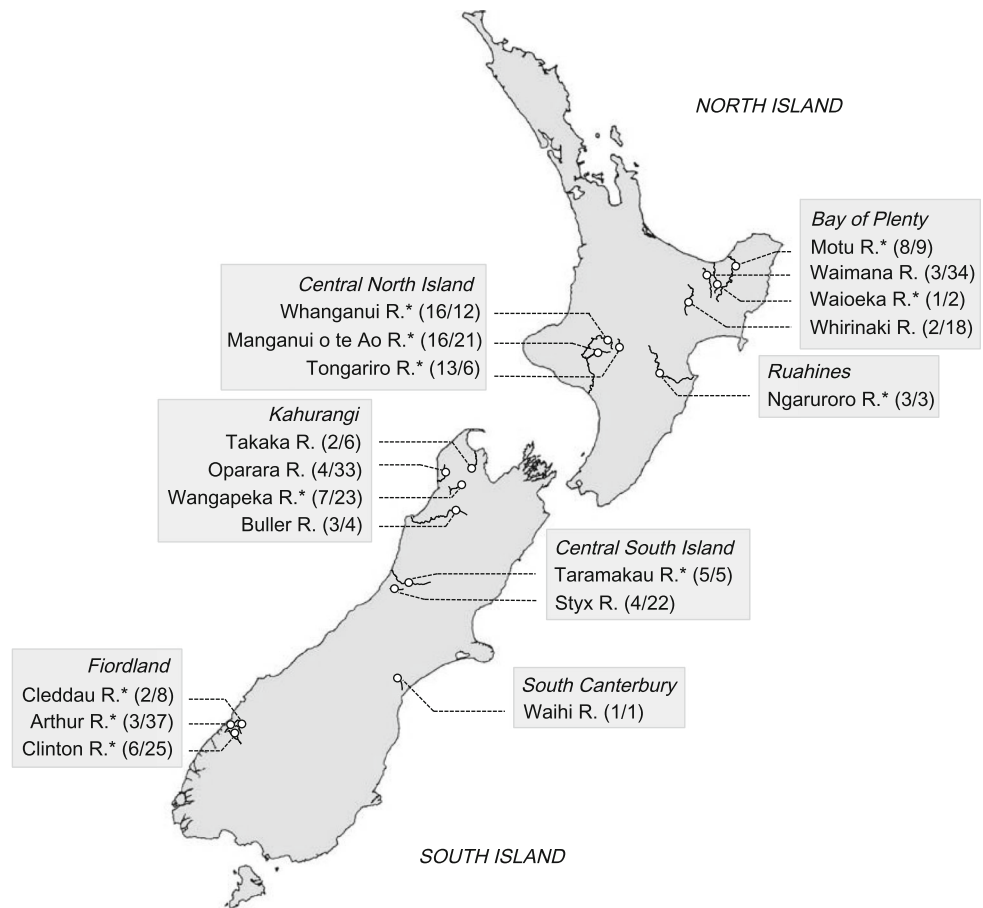 NORTH ISLAND
Bay of Plenty
Motu R.* (8/9)
Waimana R. (3/34)
Waioeka R.* (1/2)
Whirinaki R. (2/18)
Central North Island
Whanganui R.* (16/12)
Manganui o te Ao R.* (16/21)
Tongariro R.* (13/6)
Ruahines
Ngaruroro R.* (3/3)
Kahurangi
Takaka R. (2/6)
Oparara R. (4/33)
Wangapeka R.* (7/23)
Buller R. (3/4)
Central South Island
Taramakau R.* (5/5)
Styx R. (4/22)
Fiordland
Cleddau R.* (2/8)
Arthur R.* (3/37)
Clinton R.* (6/25)
South Canterbury
Waihi R. (1/1)
SOUTH ISLAND